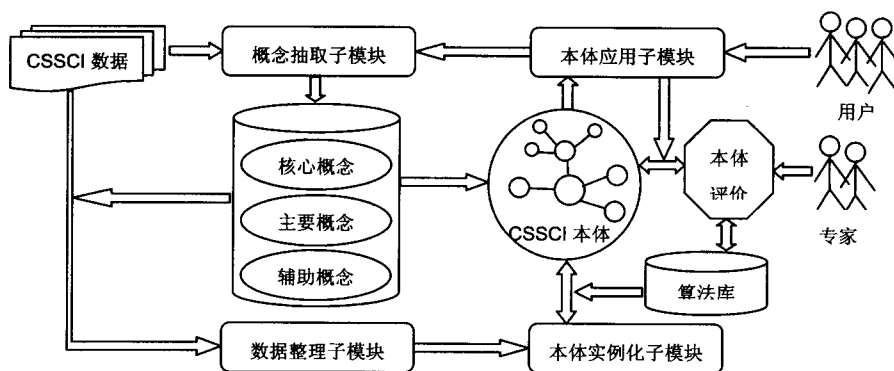 CSSCI 数据
概念抽取子模块
本体应用子模块
用户
核心概念
主要概念
辅助概念
CSSCI 本体
本体
评价
专家
算法库
数据整理子模块
本体实例化子模块